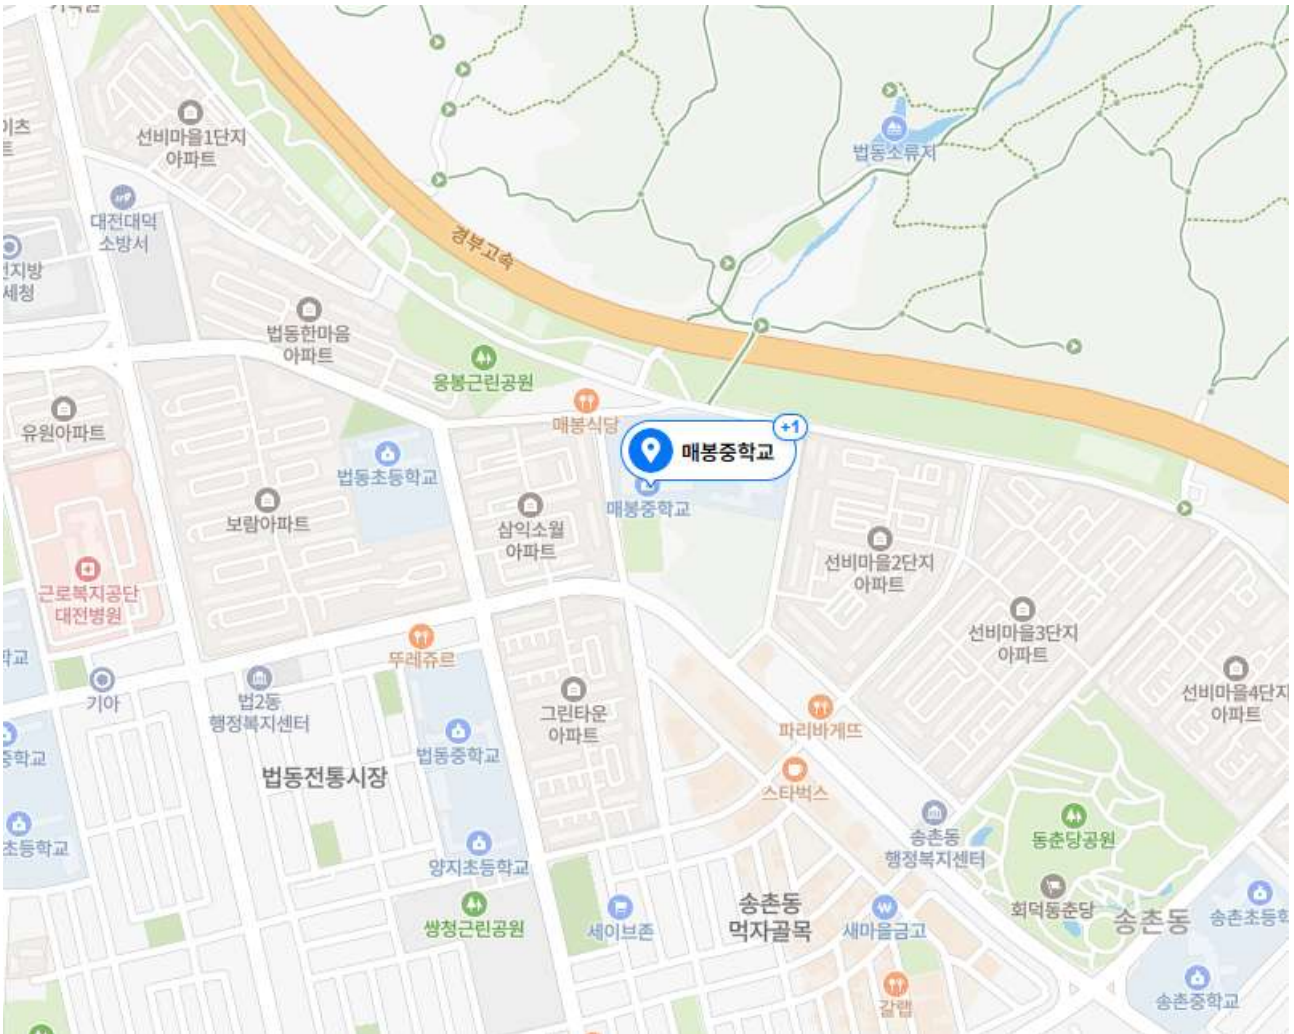 선비마을1단지
아파트
대전대덕
소방서
법동소류지
경부고속
법동한마음
아파트
응봉근린공원
매봉식당
유원아파트
법동초등학교
+1
매봉중학교
매봉중학교
보람아파트
삼익소월
아파트
선비마을2단지
아파트
근로복지공단
대전병원
선비마을3단지
아파트
뚜레쥬르
기아
법2동
행정복지센터
그린타운
아파트
선비마을4단지
아파트
파리바게뜨
법동중학교
법동전통시장
스타벅스
송촌동
행정복지센터
동춘당공원
초등학교
양지초등학교
회덕동춘당
송촌동
송촌초등학
쌍청근린공원
세이브존
송촌동
먹자골목
새마을금고
갈랩
송촌중학교